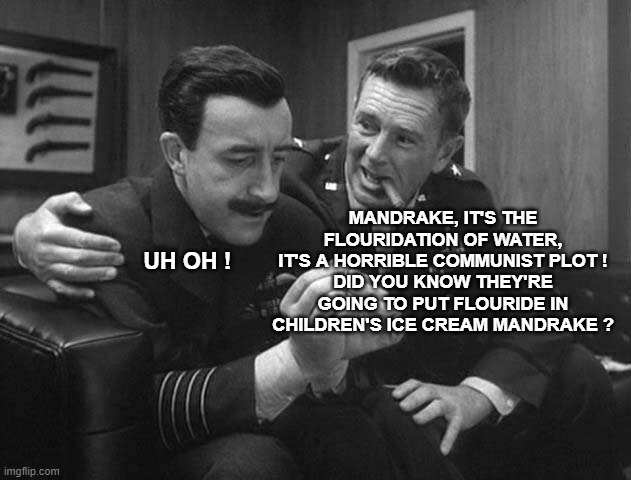 UH OH !
MANDRAKE, IT'S THE
FLOURIDATION OF WATER,
IT'S A HORRIBLE COMMUNIST PLOT !
DID YOU KNOW THEY'RE
GOING TO PUT FLOURIDE IN
CHILDREN'S ICE CREAM MANDRAKE ?
imgflip.com